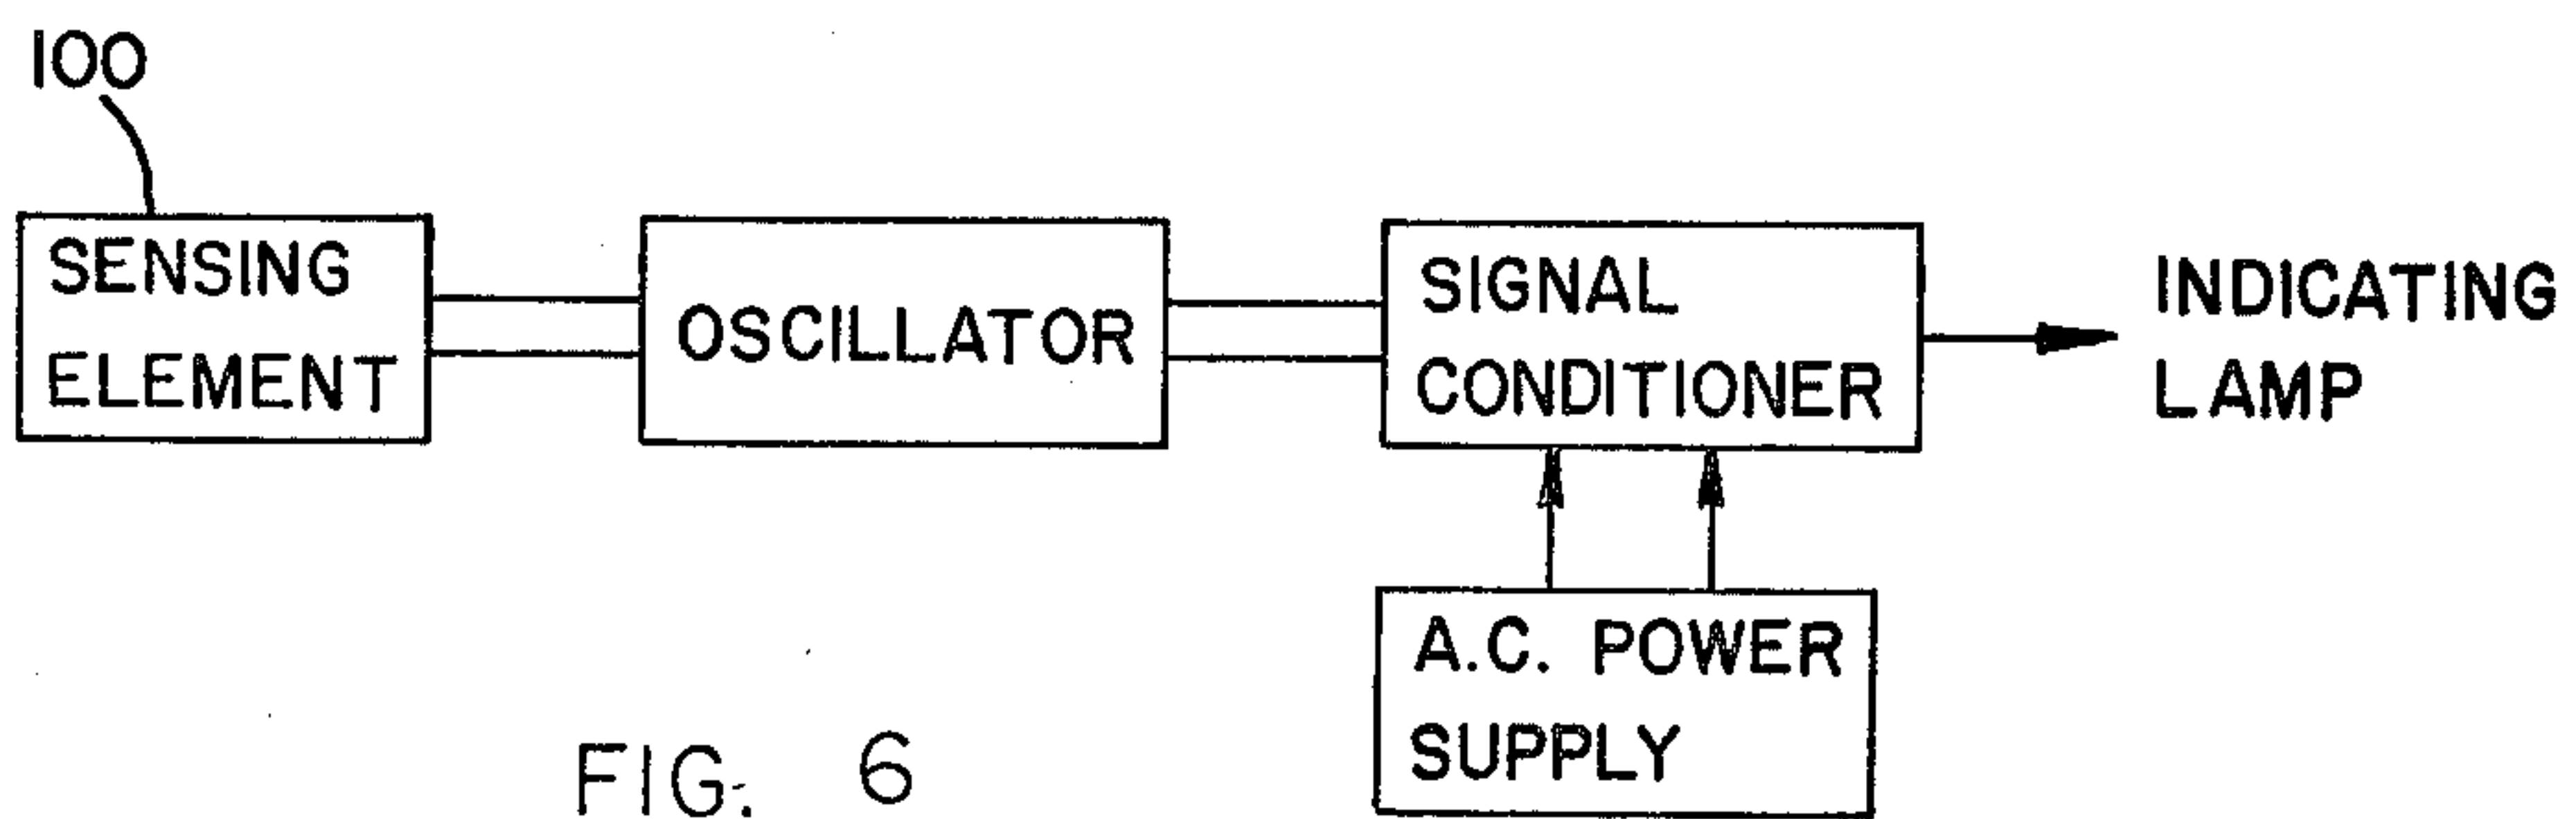 100
SENSING
ELEMENT
OSCILLATOR
SIGNAL
CONDITIONER
INDICATING
LAMP
A.C. POWER
SUPPLY
FIG. 6